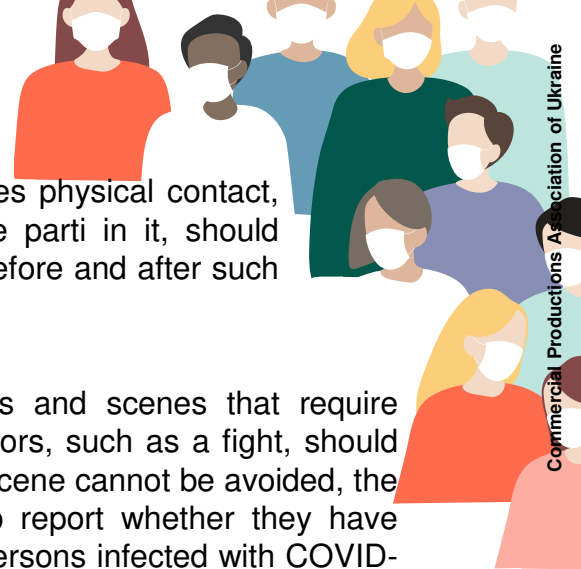 es physical contact,
e parti in it, should
efore and after such
s and scenes that require
ors, such as a fight, should
cene cannot be avoided, the
o report whether they have
ersons infected with COVID-
Commercial Productions Association of Ukraine